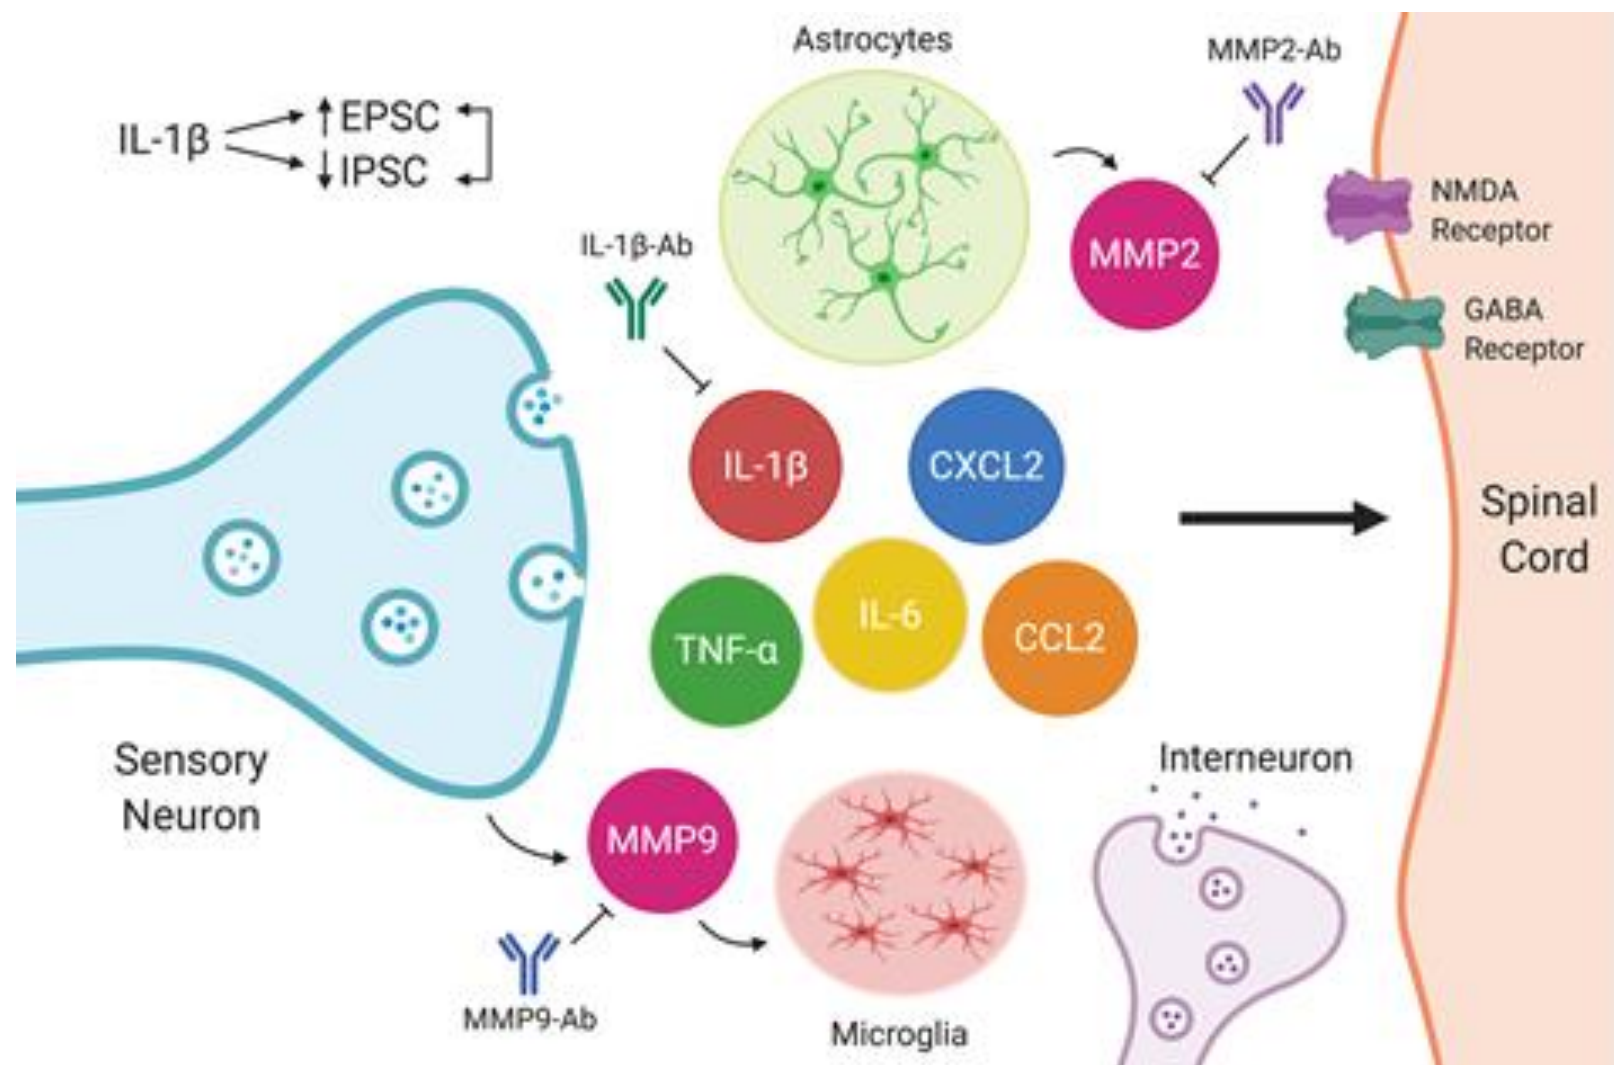 Astrocytes
MMP2-Ab
IL-1β
↑EPSC
↓IPSC
NMDA
Receptor
IL-1β-Ab
MMP2
GABA
Receptor
IL-1β
CXCL2
Spinal
Cord
TNF-α
IL-6
CCL2
Sensory
Neuron
Interneuron
MMP9
MMP9-Ab
Microglia